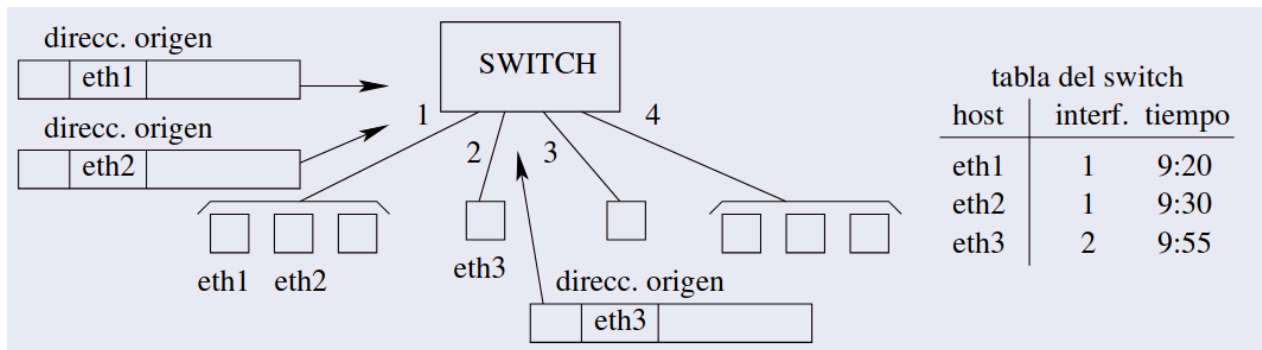 direcc. origen
eth1
direcc. origen
eth2
SWITCH
1
2
3
4
eth1 eth2
eth3
direcc. origen
eth3
tabla del switch
host interf. tiempo
eth1 1 9:20
eth2 1 9:30
eth3 2 9:55